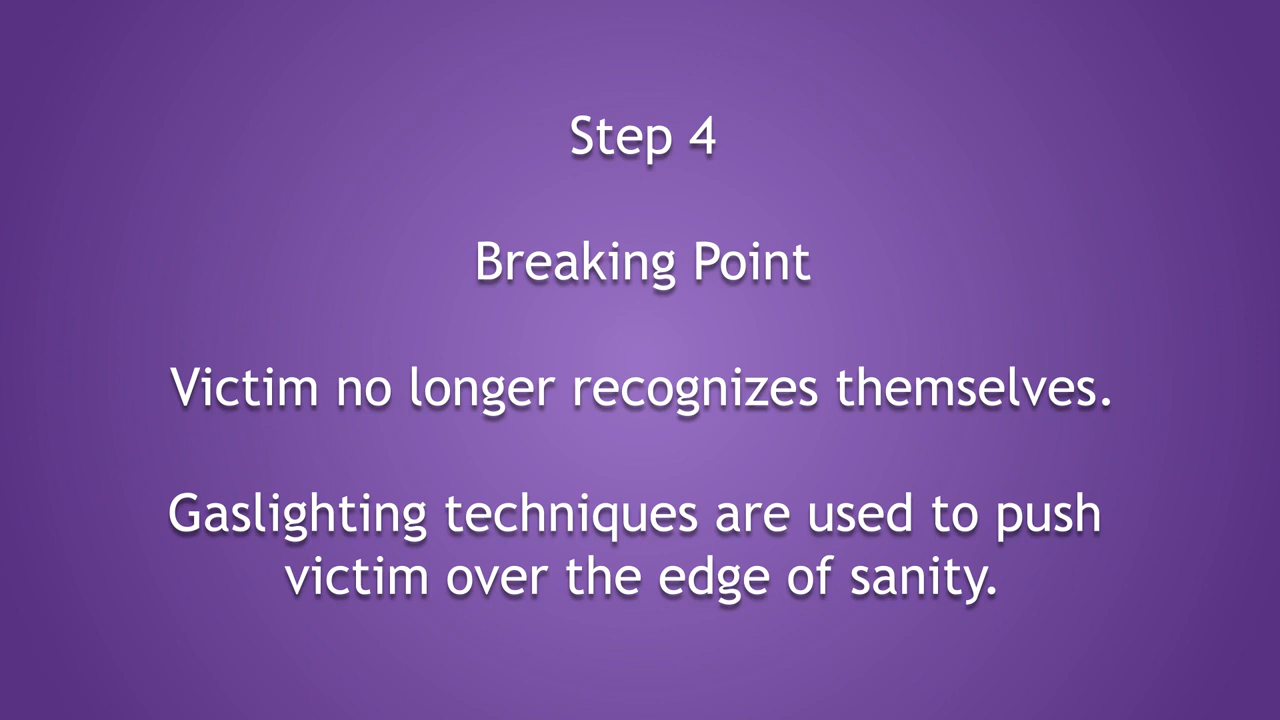 Step 4
Breaking Point
Victim no longer recognizes themselves.
Gaslighting techniques are used to push
victim over the edge of sanity.